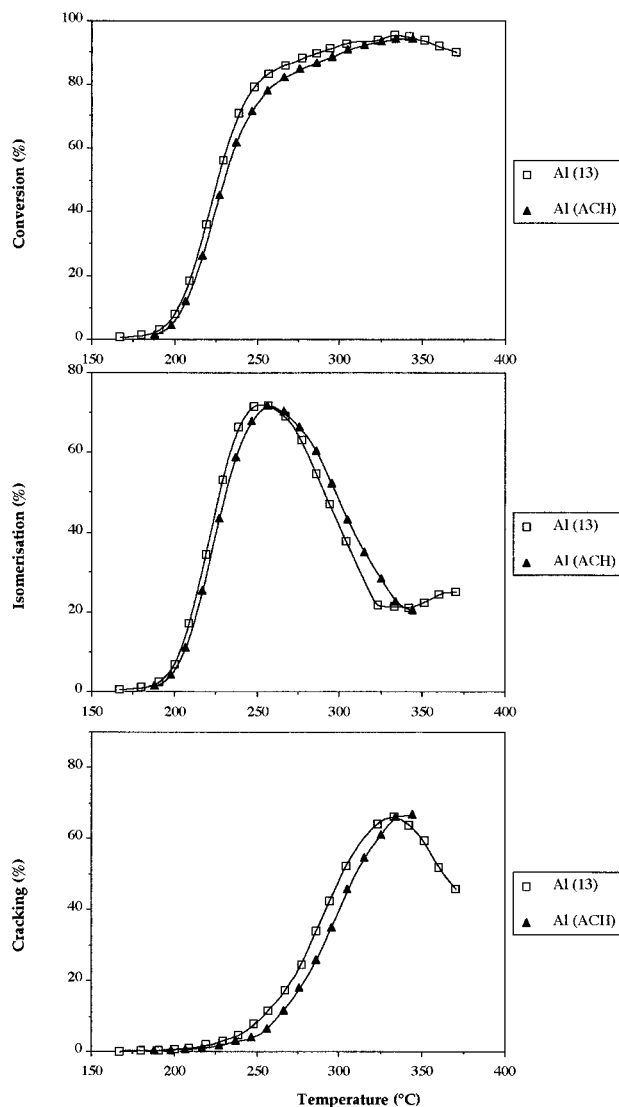 100
80
60
40
20
0
Conversion (%)
150 200 250 300 350 400
Al (13)
Al (ACH)
80
60
40
20
0
Isomerisation (%)
150 200 250 300 350 400
Al (13)
Al (ACH)
80
60
40
20
0
Cracking (%)
150 200 250 300 350 400
Al (13)
Al (ACH)
Temperature (°C)